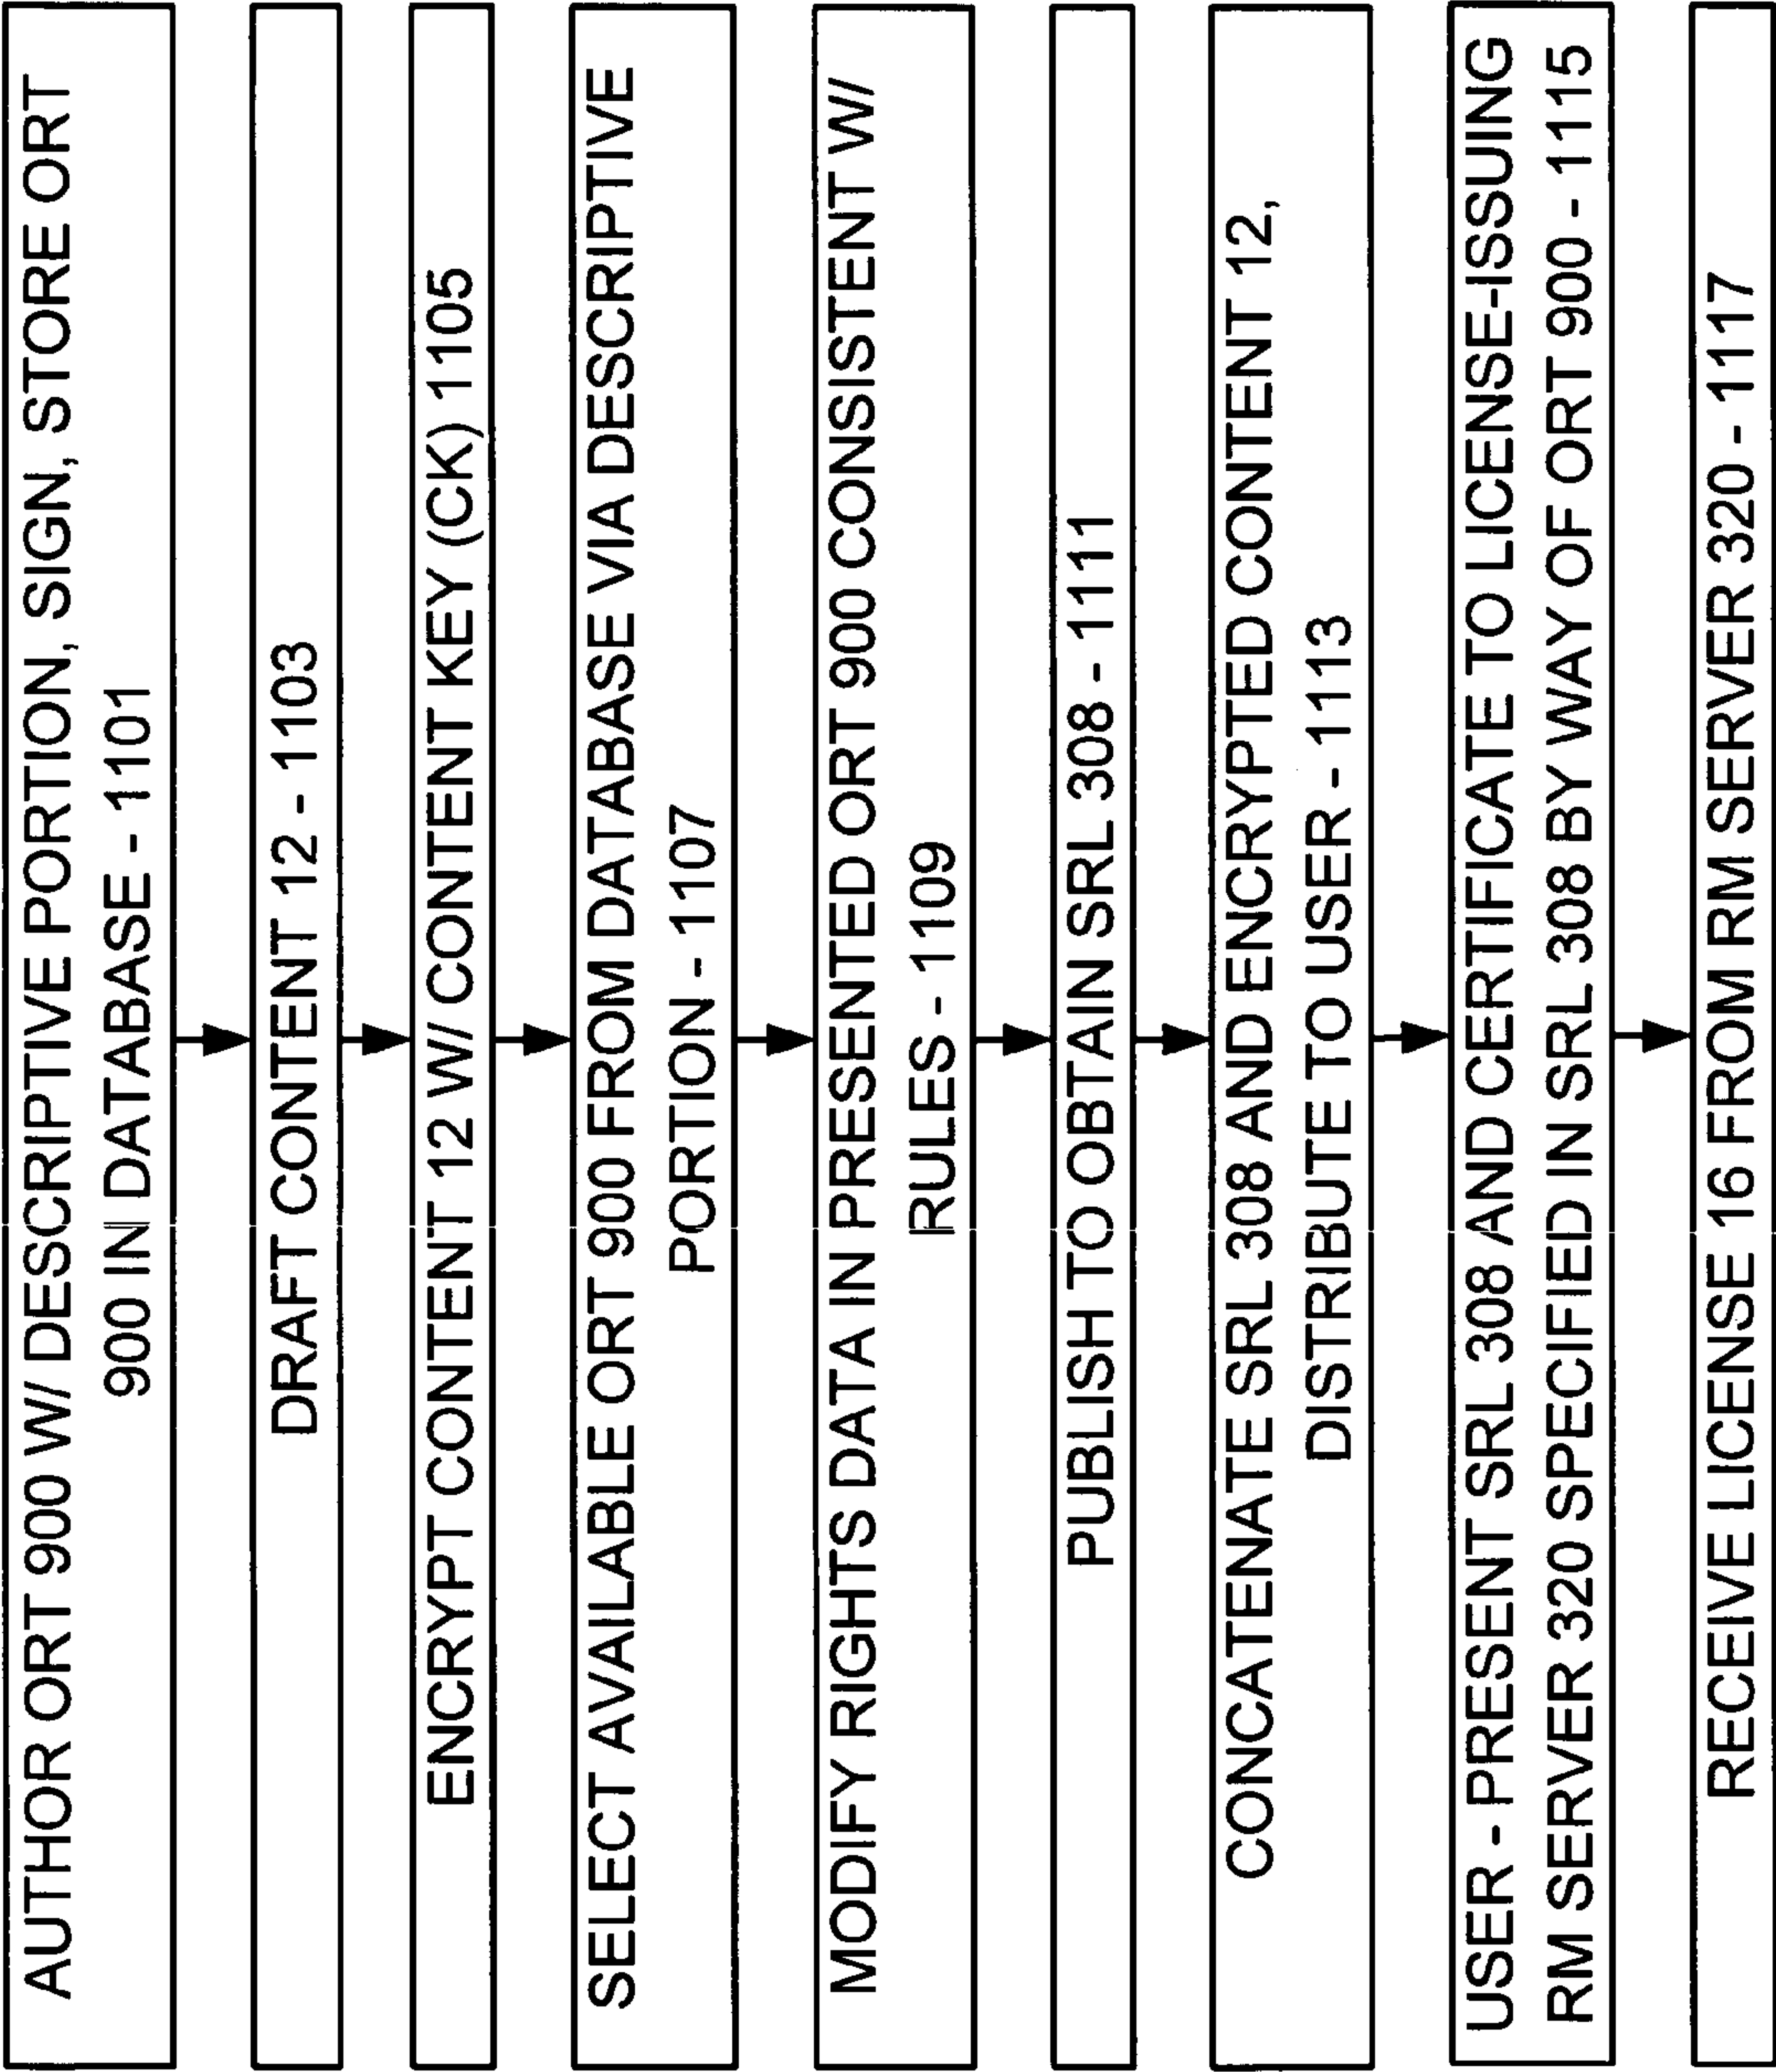 AUTHOR ORT 900 W/ DESCRIPTIVE PORTION, SIGN, STORE ORT
900 IN DATABASE - 1101
DRAFT CONTENT 12 - 1103
ENCRYPT CONTENT 12 W/ CONTENT KEY (CK) 1105
SELECT AVAILABLE ORT 900 FROM DATABASE VIA DESCRIPTIVE
PORTION - 1107
MODIFY RIGHTS DATA IN PRESENTED ORT 900 CONSISTENT W/
RULES - 1109
PUBLISH TO OBTAIN SRL 308 - 1111
CONCATENATE SRL 308 AND ENCRYPTED CONTENT 12,
DISTRIBUTE TO USER - 1113
USER - PRESENT SRL 308 AND CERTIFICATE TO LICENSE-ISSUING
RM SERVER 320 SPECIFIED IN SRL 308 BY WAY OF ORT 900 - 1115
RECEIVE LICENSE 16 FROM RM SERVER 320 - 1117